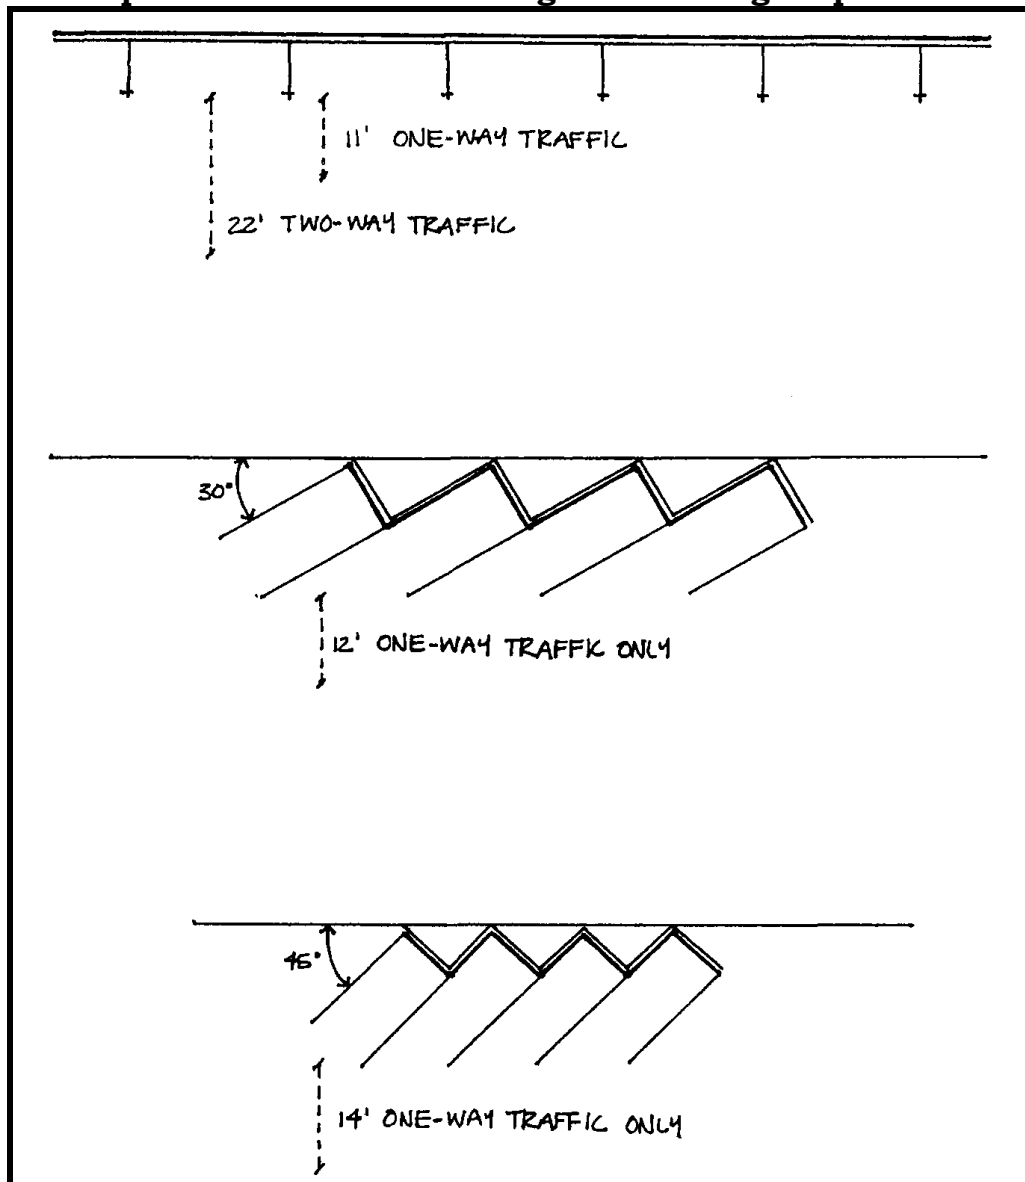 11' ONE-WAY TRAFFIC
22' TWO-WAY TRAFFIC
30°
12' ONE-WAY TRAFFIC ONLY
45°
14' ONE-WAY TRAFFIC ONLY